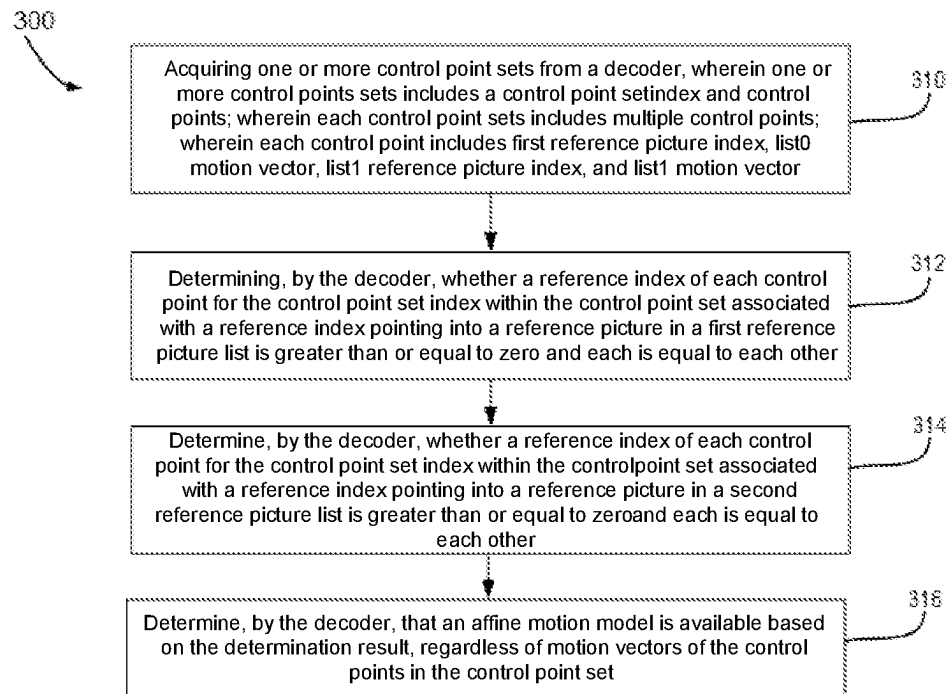 300
Acquiring one or more control point sets from a decoder, wherein one or
more control points sets includes a control point setindex and control
points; wherein each control point sets includes multiple control points;
wherein each control point includes first reference picture index, list0
motion vector, list1 reference picture index, and list1 motion vector
310
Determining, by the decoder, whether a reference index of each control
point for the control point set index within the control point set associated
with a reference index pointing into a reference picture in a first reference
picture list is greater than or equal to zero and each is equal to each other
312
Determine, by the decoder, whether a reference index of each control
point for the control point set index within the controlpoint set associated
with a reference index pointing into a reference picture in a second
reference picture list is greater than or equal to zeroand each is equal to
each other
314
Determine, by the decoder, that an affine motion model is available based
on the determination result, regardless of motion vectors of the control
points in the control point set
316